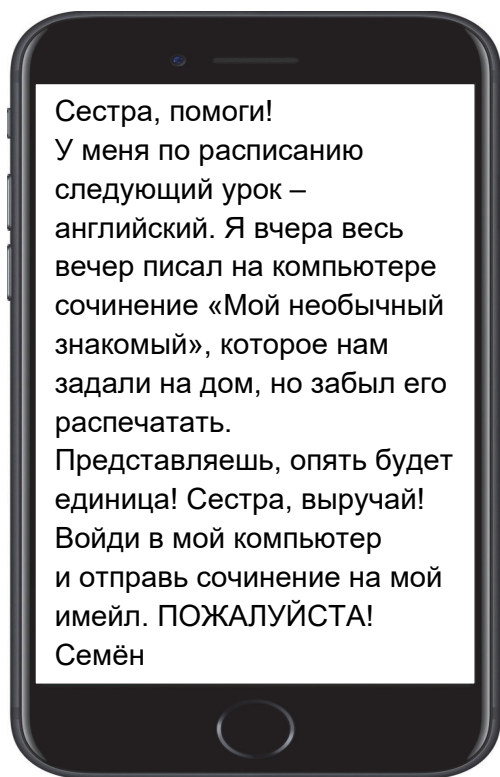 Сестра, помоги!
У меня по расписанию
следующий урок –
английский. Я вчера весь
вечер писал на компьютере
сочинение «Мой необычный
знакомый», которое нам
задали на дом, но забыл его
распечатать.
Представляешь, опять будет
единица! Сестра, выручай!
Войди в мой компьютер
и отправь сочинение на мой
имейл. ПОЖАЛУЙСТА!
Семён